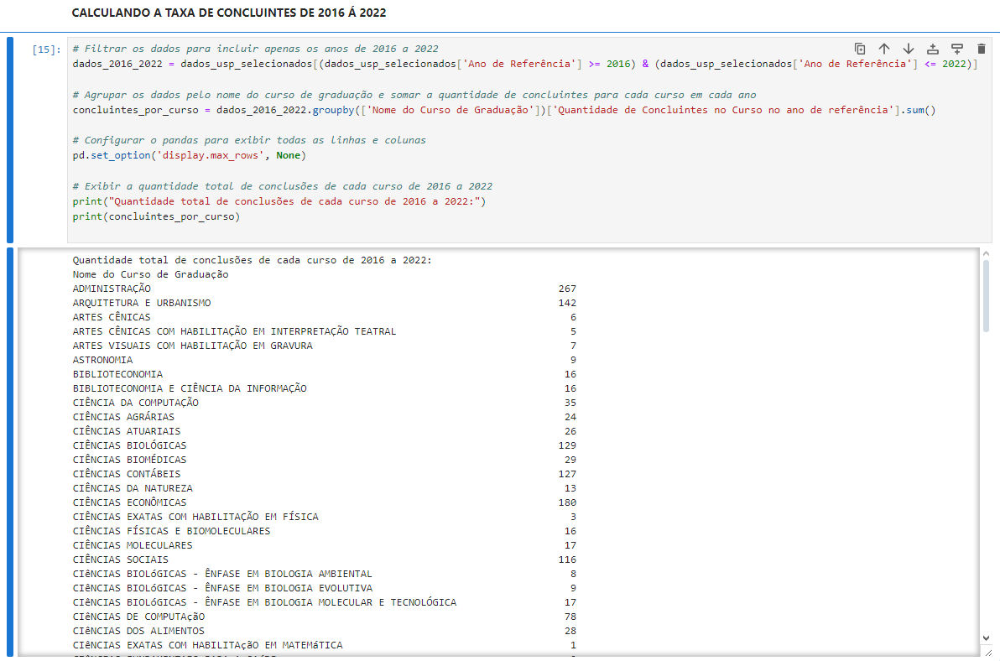 CALCULANDO A TAXA DE CONCLUINTES DE 2016 Á 2022
[15]:
# Filtrar os dados para incluir apenas os anos de 2016 a 2022
dados_2016_2022 = dados_usp_selecionados[(dados_usp_selecionados['Ano de Referência'] >= 2016) & (dados_usp_selecionados['Ano de Referência'] <= 2022)]
# Agrupar os dados pelo nome do curso de graduação e somar a quantidade de concluintes para cada curso em cada ano
concluintes_por_curso = dados_2016_2022.groupby(['Nome do Curso de Graduação'])['Quantidade de Concluintes no Curso no ano de referência'].sum()
# Configurar o pandas para exibir todas as linhas e colunas
pd.set_option('display.max_rows', None)
# Exibir a quantidade total de conclusões de cada curso de 2016 a 2022
print("Quantidade total de conclusões de cada curso de 2016 a 2022:")
print(concluintes_por_curso)
Quantidade total de conclusões de cada curso de 2016 a 2022:
Nome do Curso de Graduação
ADMINISTRAÇÃO 267
ARQUITETURA E URBANISMO 142
ARTES CÊNICAS 6
ARTES CÊNICAS COM HABILITAÇÃO EM INTERPRETAÇÃO TEATRAL 5
ARTES VISUAIS COM HABILITAÇÃO EM GRAVURA 7
ASTRONOMIA 9
BIBLIOTECONOMIA 16
BIBLIOTECONOMIA E CIÊNCIA DA INFORMAÇÃO 16
CIÊNCIA DA COMPUTAÇÃO 35
CIÊNCIAS AGRÁRIAS 24
CIÊNCIAS ATUARIAIS 26
CIÊNCIAS BIOLÓGICAS 129
CIÊNCIAS BIOMÉDICAS 29
CIÊNCIAS CONTÁBEIS 127
CIÊNCIAS DA NATUREZA 13
CIÊNCIAS ECONÔMICAS 180
CIÊNCIAS EXATAS COM HABILITAÇÃO EM FÍSICA 3
CIÊNCIAS FÍSICAS E BIOMOLECULARES 16
CIÊNCIAS MOLECULARES 17
CIÊNCIAS SOCIAIS 116
CIêNCIAS BIOLóGICAS - ÊNFASE EM BIOLOGIA AMBIENTAL 8
CIêNCIAS BIOLóGICAS - ÊNFASE EM BIOLOGIA EVOLUTIVA 9
CIêNCIAS BIOLóGICAS - ÊNFASE EM BIOLOGIA MOLECULAR E TECNOLÓGICA 17
CIêNCIAS DE COMPUTAçãO 78
CIêNCIAS DOS ALIMENTOS 28
CIêNCIAS EXATAS COM HABILITAçãO EM MATEMáTICA 1